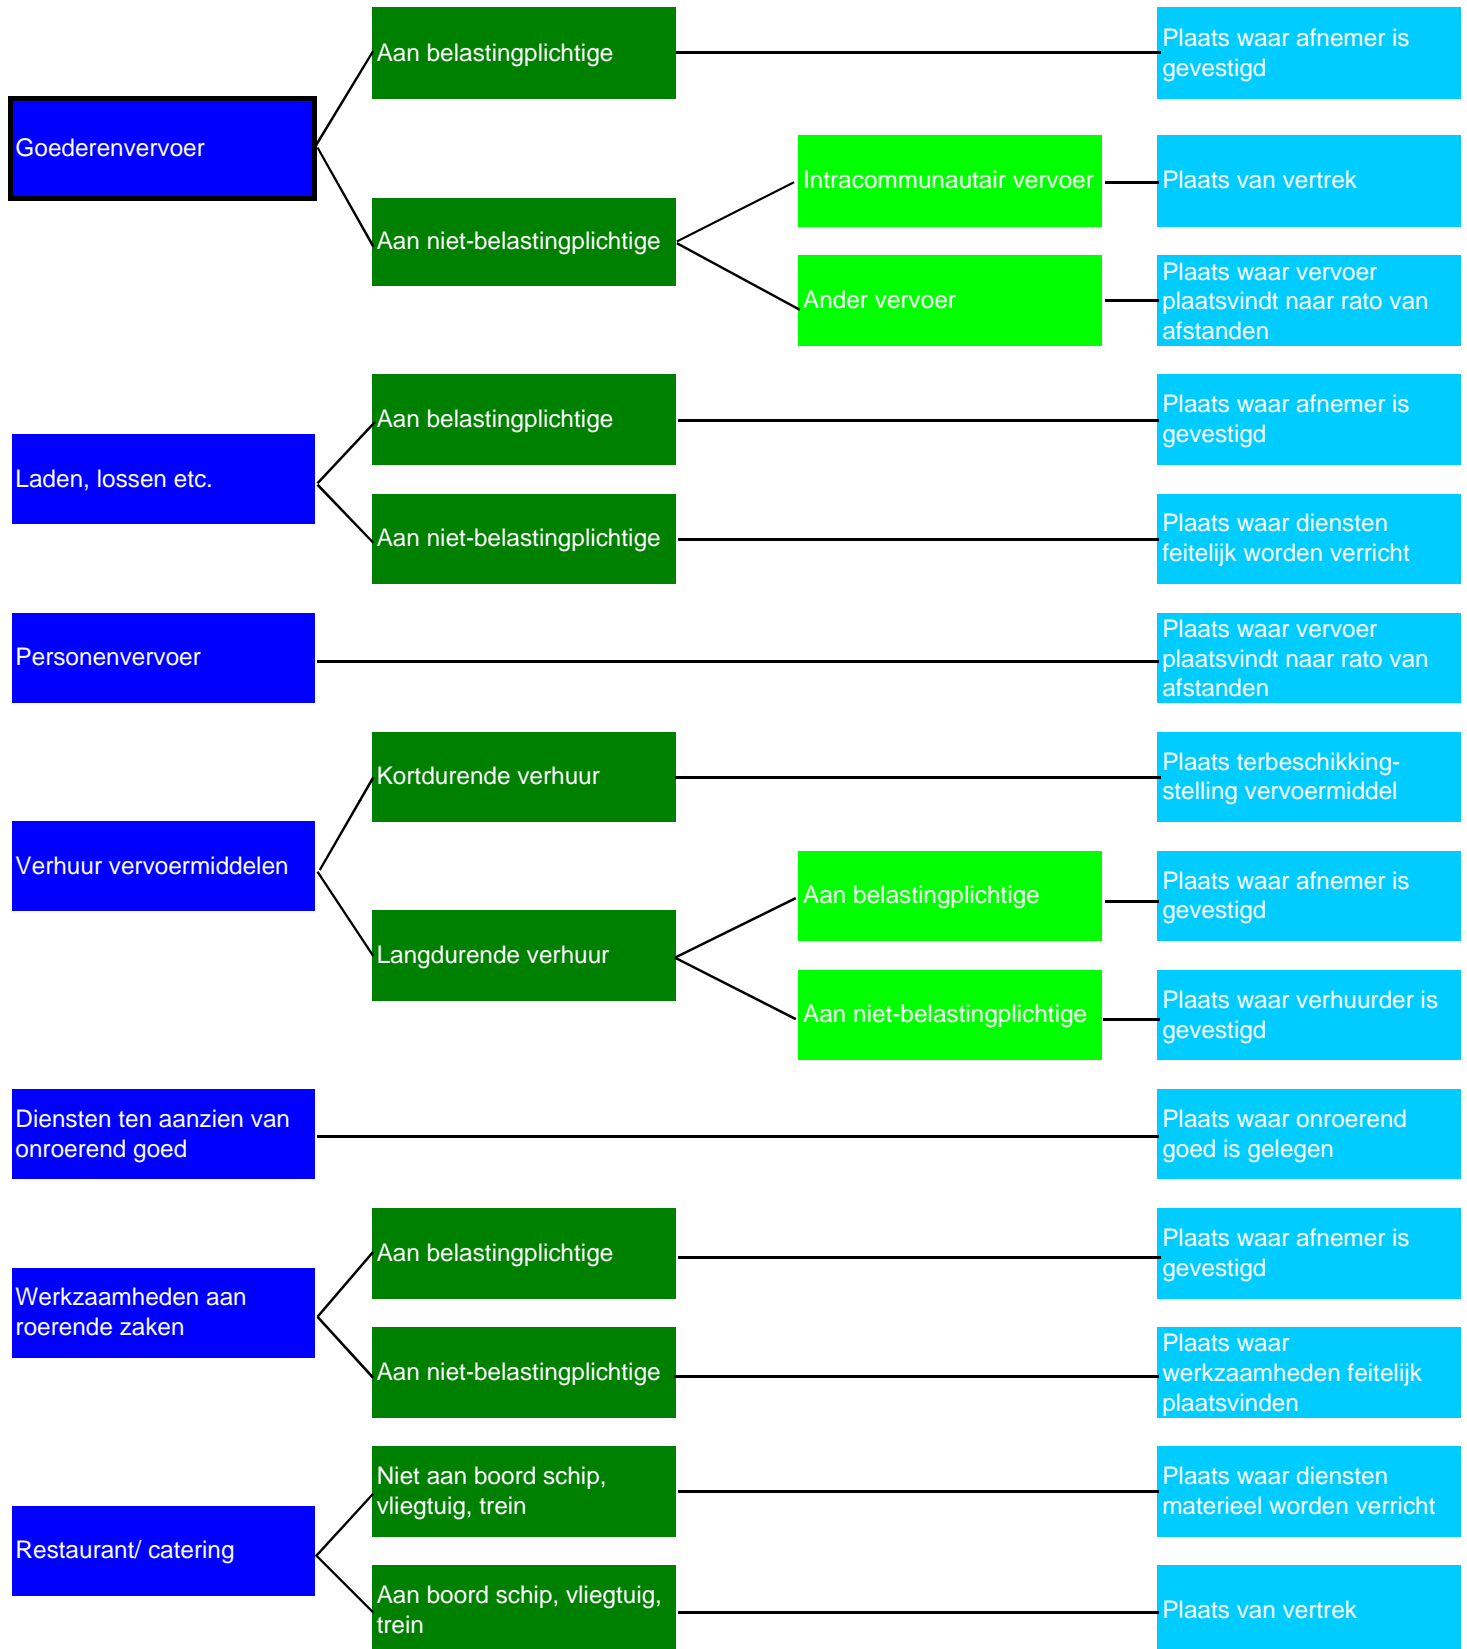 Aan belastingplichtige
Plaats waar afnemer is
gevestigd
Goederenvervoer
Intracommunautair vervoer
Plaats van vertrek
Aan niet-belastingplichtige
Ander vervoer
Plaats waar vervoer
plaatsvindt naar rato van
afstanden
Aan belastingplichtige
Plaats waar afnemer is
gevestigd
Laden, lossen etc.
Aan niet-belastingplichtige
Plaats waar diensten
feitelijk worden verricht
Personenvervoer
Plaats waar vervoer
plaatsvindt naar rato van
afstanden
Kortdurende verhuur
Plaats terbeschikking-
stelling vervoermiddel
Verhuur vervoermiddelen
Aan belastingplichtige
Plaats waar afnemer is
gevestigd
Langdurende verhuur
Aan niet-belastingplichtige
Plaats waar verhuurder is
gevestigd
Diensten ten aanzien van
onroerend goed
Plaats waar onroerend
goed is gelegen
Aan belastingplichtige
Plaats waar afnemer is
gevestigd
Werkzaamheden aan
roerende zaken
Aan niet-belastingplichtige
Plaats waar
werkzaamheden feitelijk
plaatsvinden
Niet aan boord schip,
vliegtuig, trein
Plaats waar diensten
materieel worden verricht
Restaurant/ catering
Aan boord schip, vliegtuig,
trein
Plaats van vertrek